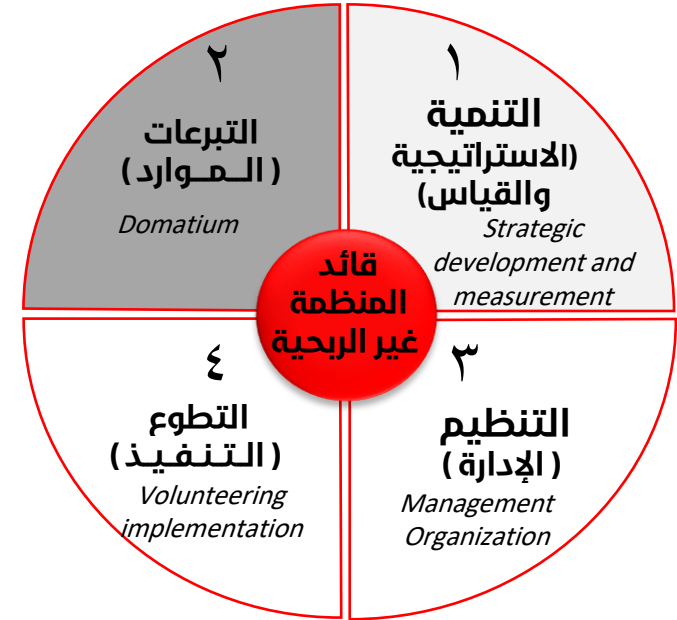 ١
التنمية
(الاستراتيجية
والقياس)
Strategic
development and
measurement
٢
التبرعات
(الـمــوارد)
Domatium
قائد
المنظمة
غير الربحية
٣
التنظيم
(الإدارة)
Management
Organization
٤
التطوع
(الـتـنـفـيـذ)
Volunteering
implementation